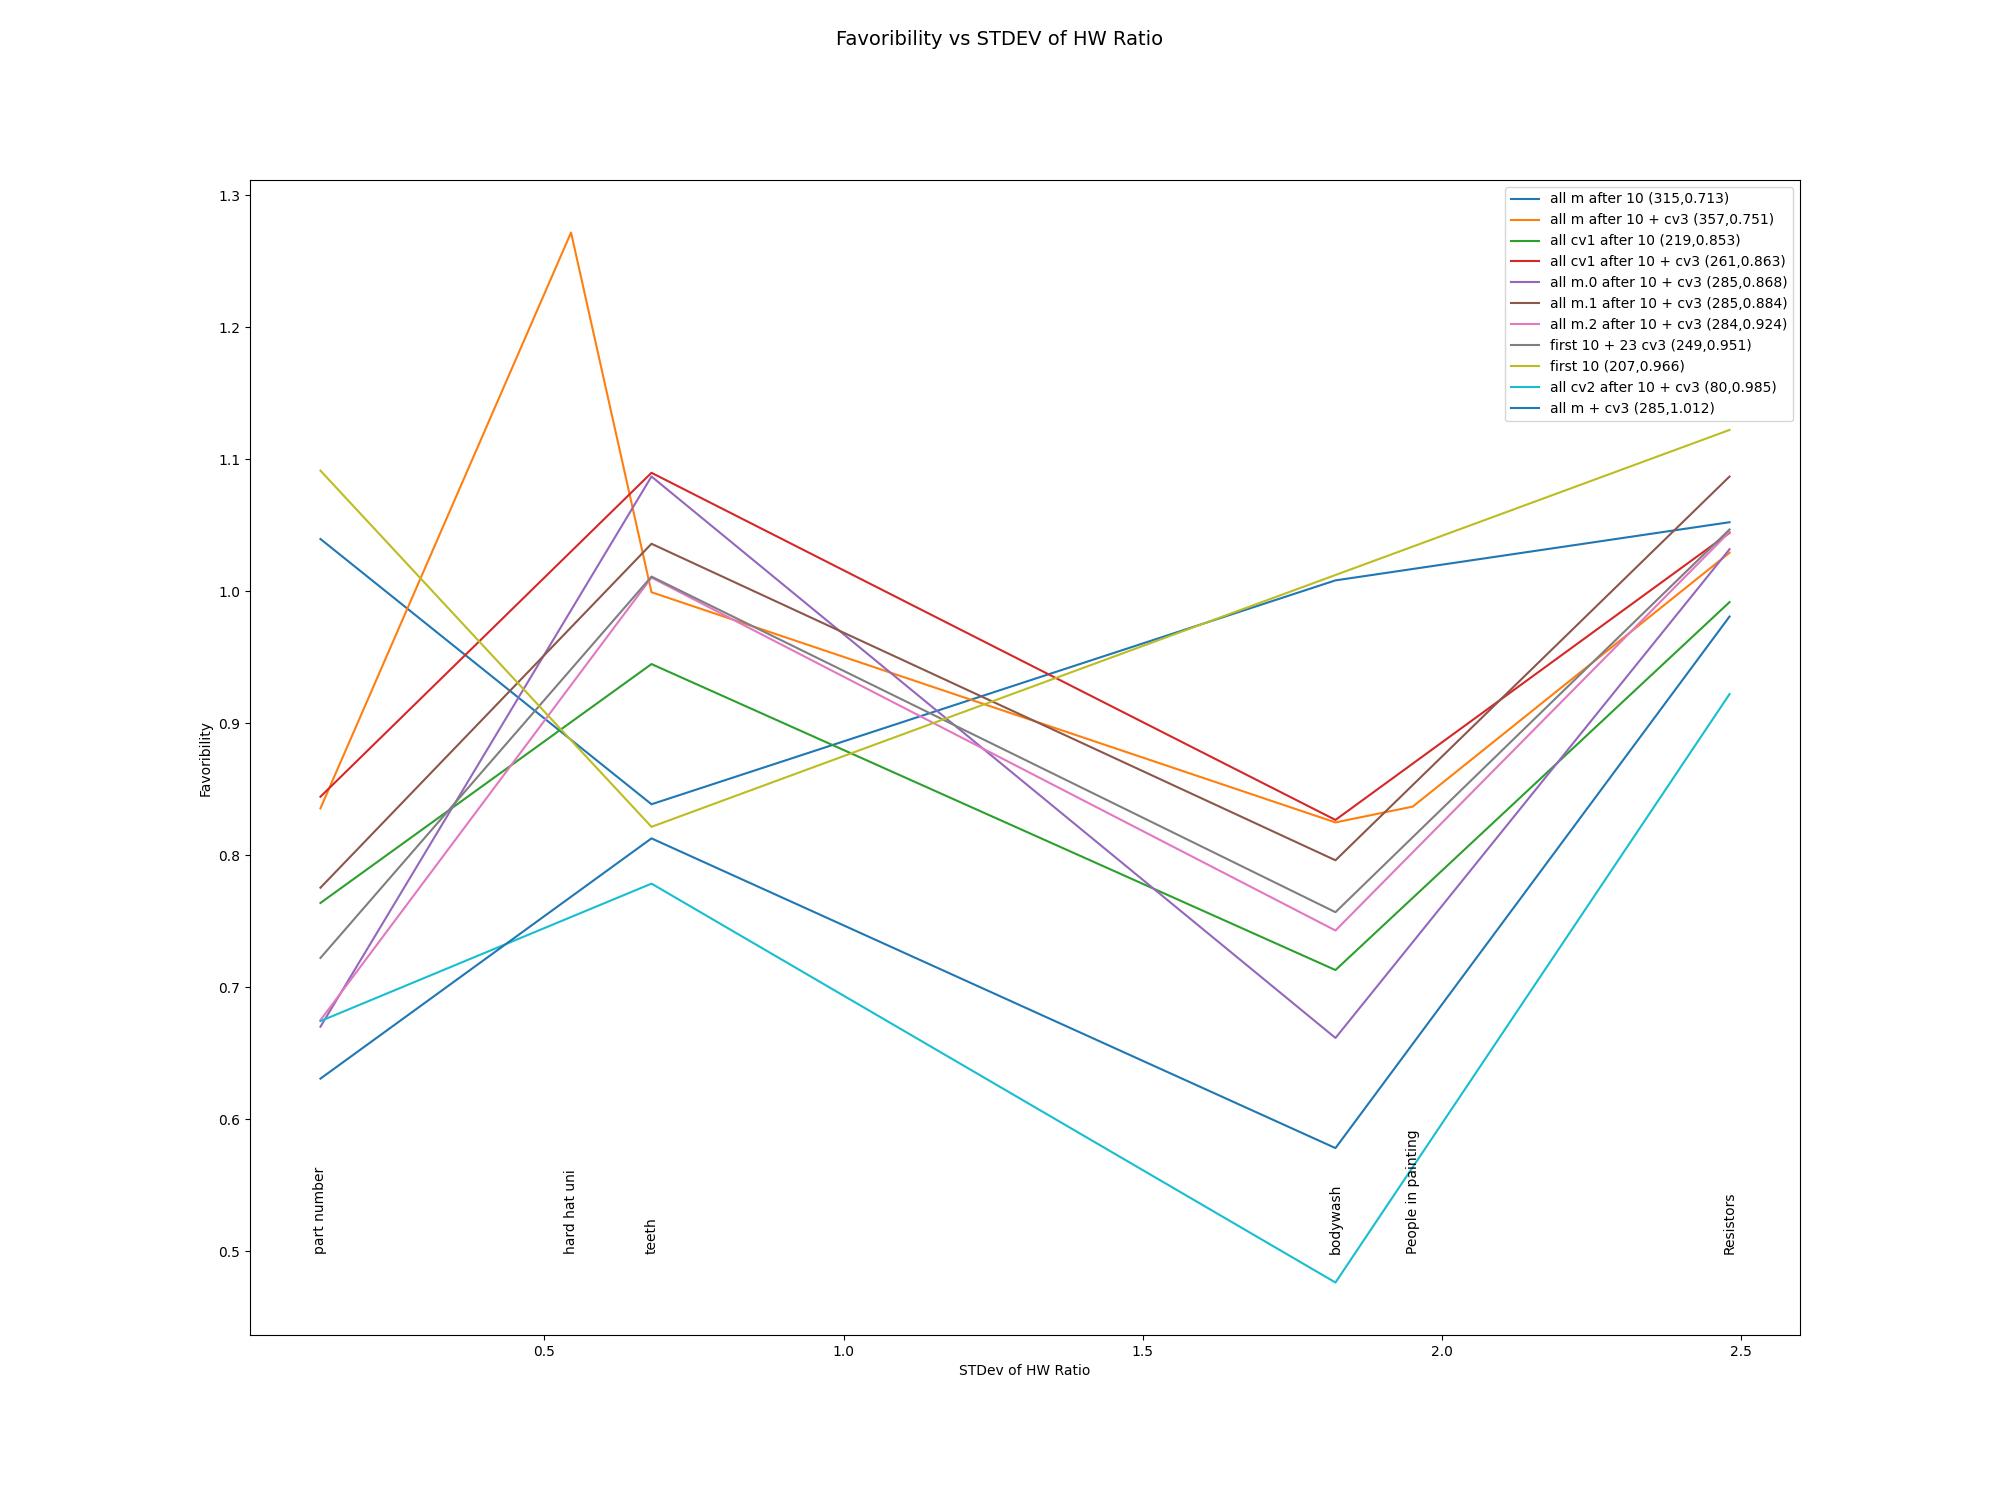 Favoribility vs STDEV of HW Ratio
1.3
1.2
1.1
1.0
0.9
0.8
0.7
0.6
0.5
Favoribility
all m after 10 (315,0.713)
all m after 10 + cv3 (357,0.751)
all cv1 after 10 (219,0.853)
all cv1 after 10 + cv3 (261,0.863)
all m.0 after 10 + cv3 (285,0.868)
all m.1 after 10 + cv3 (285,0.884)
all m.2 after 10 + cv3 (284,0.924)
first 10 + 23 cv3 (249,0.951)
first 10 (207,0.966)
all cv2 after 10 + cv3 (80,0.985)
all m + cv3 (285,1.012)
part number
hard hat uni
teeth
bodywash
People in painting
Resistors
0.5
1.0
1.5
2.0
2.5
STDev of HW Ratio